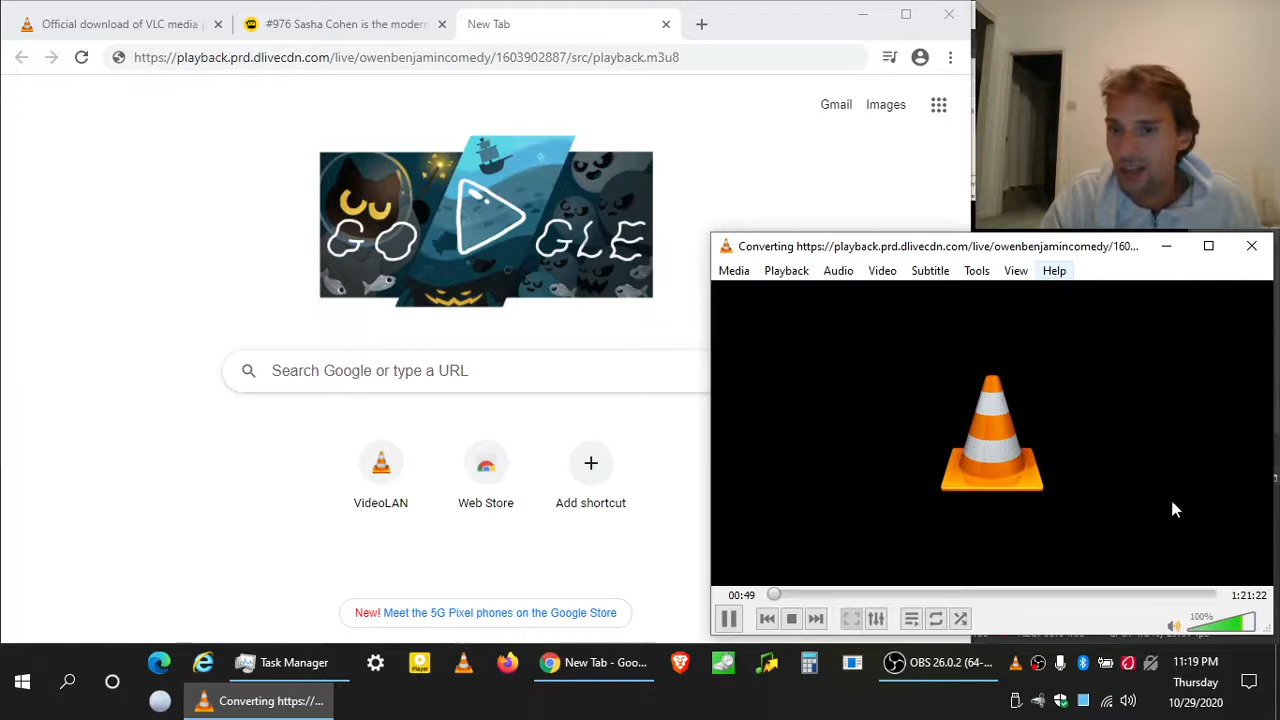 Official download of VLC media
#976 Sasha Cohen is the modern
New Tab
https://playback.prd.dlivecdn.com/live/owenbenjamincomedy/1603902887/src/playback.m3u8
Gmail
Images
GO GLE
Search Google or type a URL
VideoLAN
Web Store
Add shortcut
New! Meet the 5G Pixel phones on the Google Store
Converting https://playback.prd.dlivecdn.com/live/owenbenjamincomedy/160...
Media Playback Audio Video Subtitle Tools View Help
00:49
1:21:22
100%
Task Manager
Player
New Tab - Goo...
OBS 26.0.2 (64-...
Converting https://...
11:19 PM
Thursday
10/29/2020